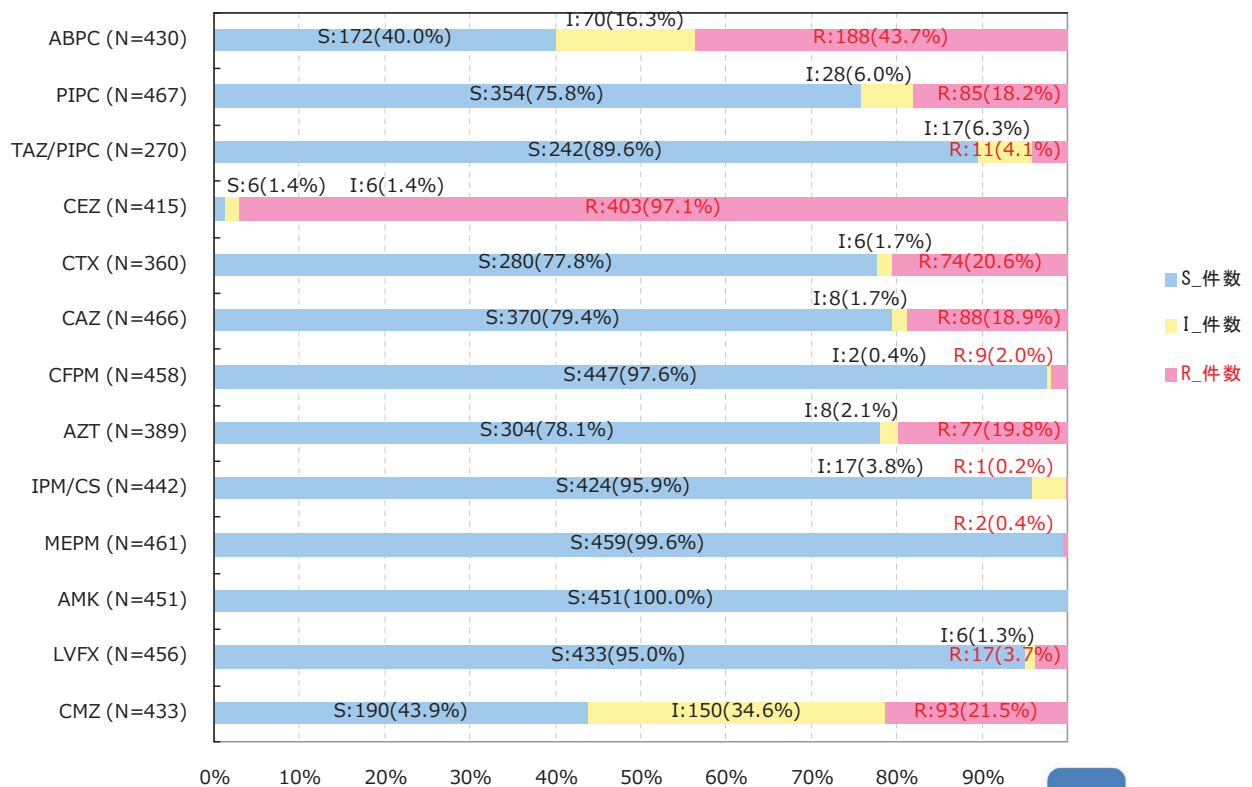 I:70(16.3%)
ABPC (N=430) S:172(40.0%) R:188(43.7%)
I:28(6.0%)
PIPC (N=467) S:354(75.8%) R:85(18.2%)
I:17(6.3%)
TAZ/PIPC (N=270) S:242(89.6%) R:11(4.1%)
S:6(1.4%) I:6(1.4%)
CEZ (N=415) R:403(97.1%)
I:6(1.7%)
CTX (N=360) S:280(77.8%) R:74(20.6%)
I:8(1.7%)
CAZ (N=466) S:370(79.4%) R:88(18.9%)
I:2(0.4%) R:9(2.0%)
CFPM (N=458) S:447(97.6%)
I:8(2.1%)
AZT (N=389) S:304(78.1%) R:77(19.8%)
I:17(3.8%) R:1(0.2%)
IPM/CS (N=442) S:424(95.9%)
R:2(0.4%)
MEPM (N=461) S:459(99.6%)
AMK (N=451) S:451(100.0%)
I:6(1.3%)
LVFX (N=456) S:433(95.0%) R:17(3.7%)
CMZ (N=433) S:190(43.9%) I:150(34.6%) R:93(21.5%)
0% 10% 20% 30% 40% 50% 60% 70% 80% 90%
S_件数
I_件数
R_件数